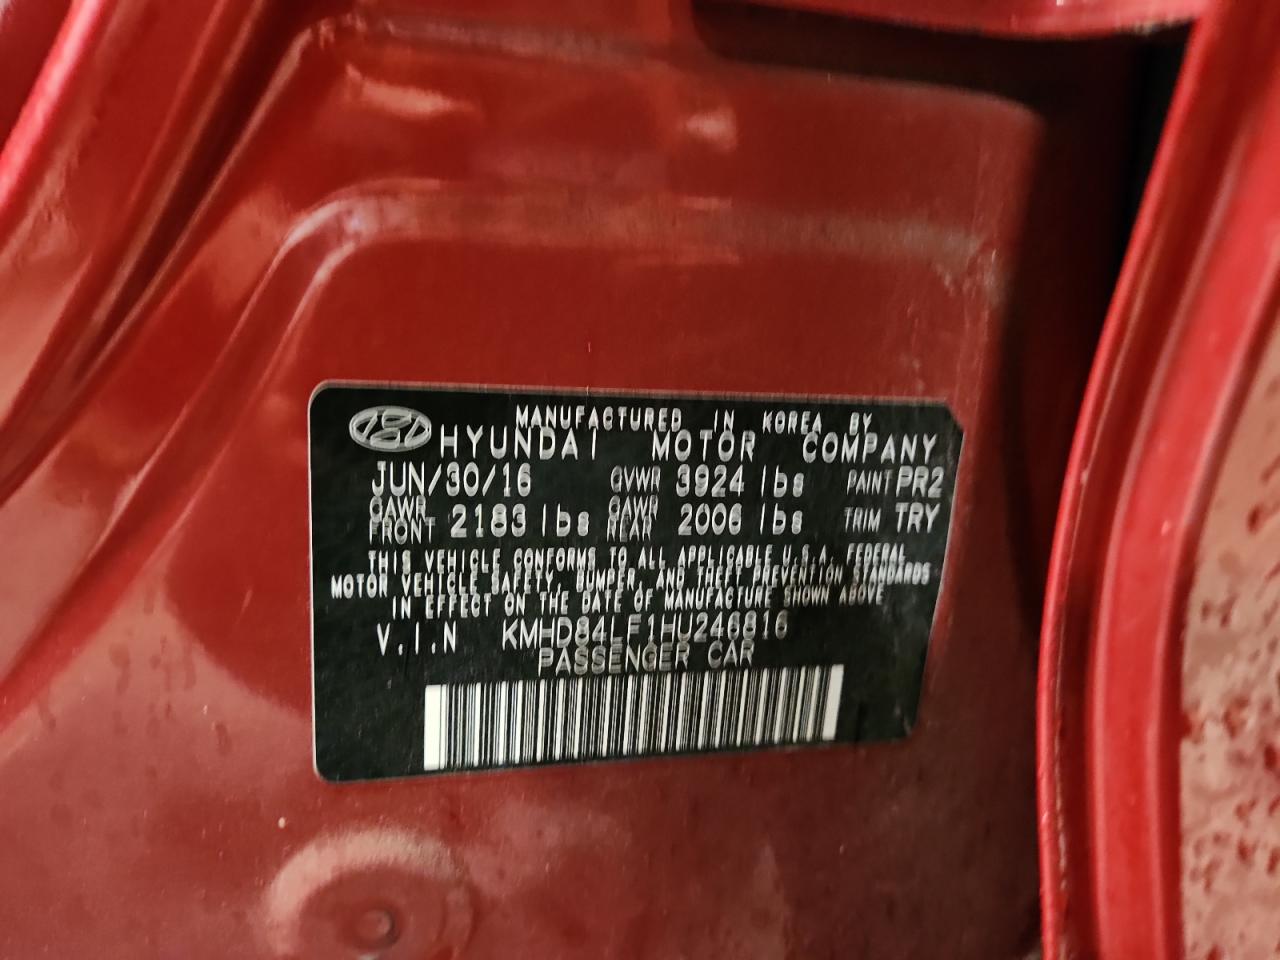 MANUFACTURED IN KOREA BY
HYUNDAI MOTOR COMPANY
JUN/30/16 GVWR 3924 lbs PAINT PR2
GAWR FRONT 2183 lbs GAWR REAR 2006 lbs TRIM TRY
THIS VEHICLE CONFORMS TO ALL APPLICABLE U.S.A. FEDERAL
MOTOR VEHICLE SAFETY, BUMPER, AND THEFT PREVENTION STANDARDS
IN EFFECT ON THE DATE OF MANUFACTURE SHOWN ABOVE
V.I.N KMHD84LF1HU246816
PASSENGER CAR